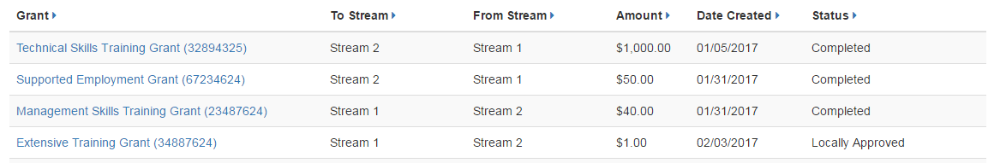 Grant To Stream From Stream Amount Date Created Status
Technical Skills Training Grant (32894325) Stream 2 Stream 1 $1,000.00 01/05/2017 Completed
Supported Employment Grant (67234624) Stream 2 Stream 1 $50.00 01/31/2017 Completed
Management Skills Training Grant (23487624) Stream 1 Stream 2 $40.00 01/31/2017 Completed
Extensive Training Grant (34887624) Stream 1 Stream 2 $1.00 02/03/2017 Locally Approved